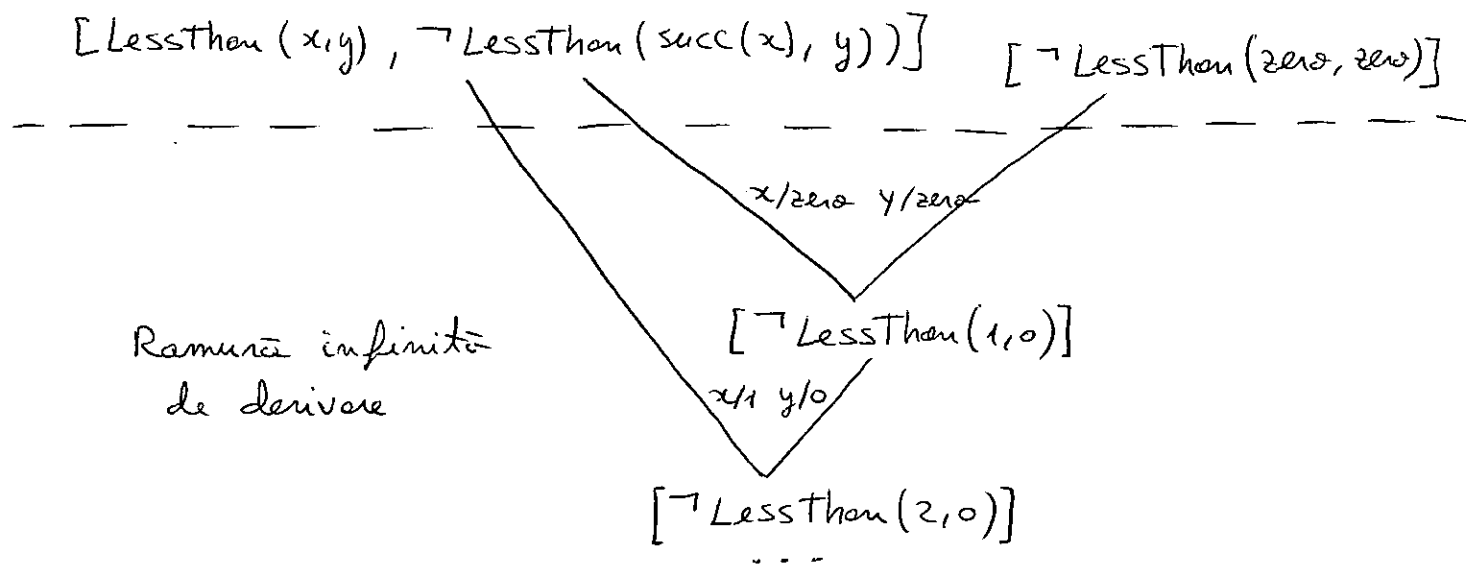 [LessThan (x,y) , ¬LessThan (succ(x), y))]
[¬LessThan (zero, zero)]
x/zero y/zero
[¬LessThan (1,0)]
Ramură infinită
de derivare
x/1 y/0
[¬LessThan (2,0)]
...